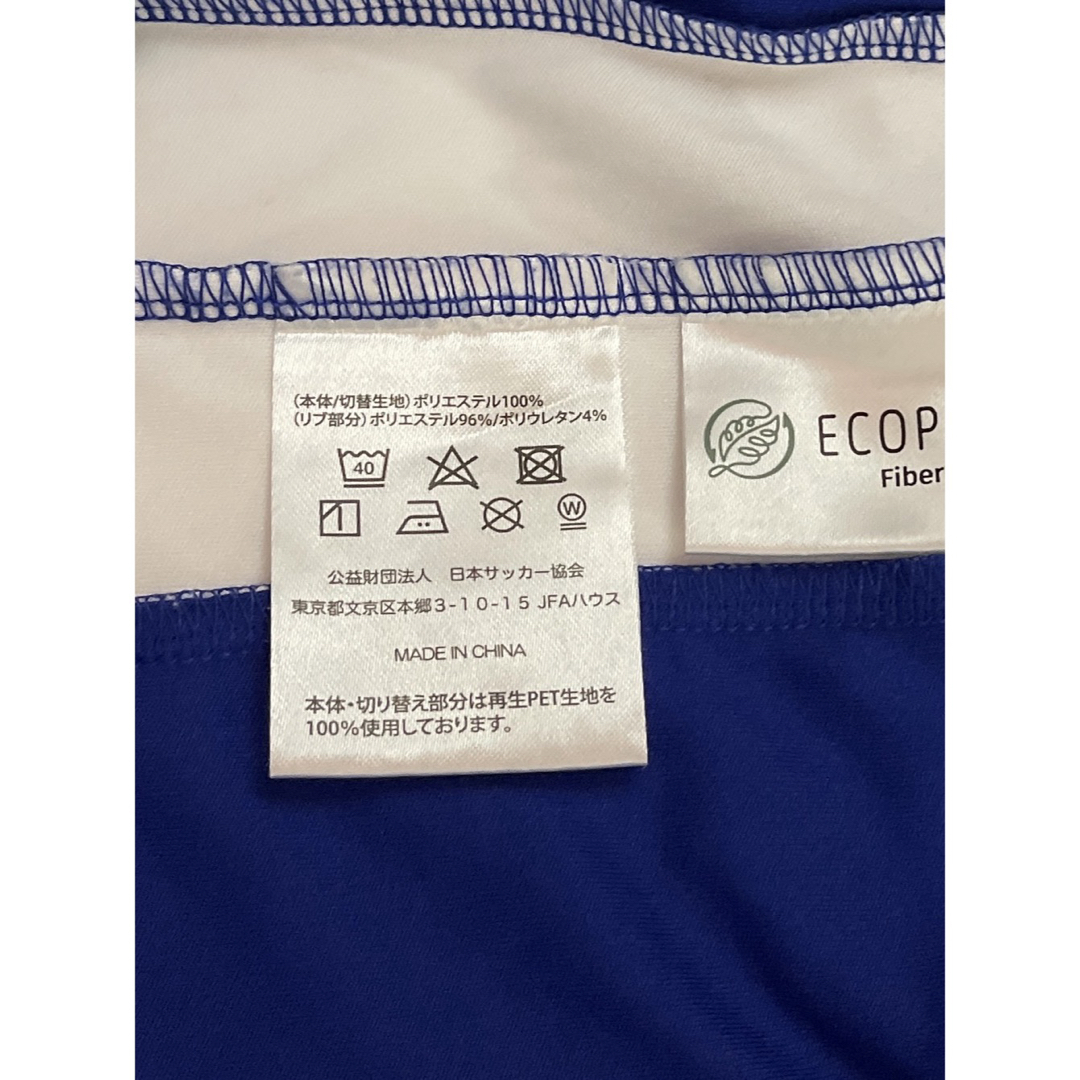 (本体/切替生地)ポリエステル100%
(リブ部分)ポリエステル96%/ポリウレタン4%
40
W
公益財団法人　日本サッカー協会
東京都文京区本郷3-10-15 JFAハウス
MADE IN CHINA
本体・切り替え部分は再生PET生地を
100%使用しております。
ECOP
Fiber